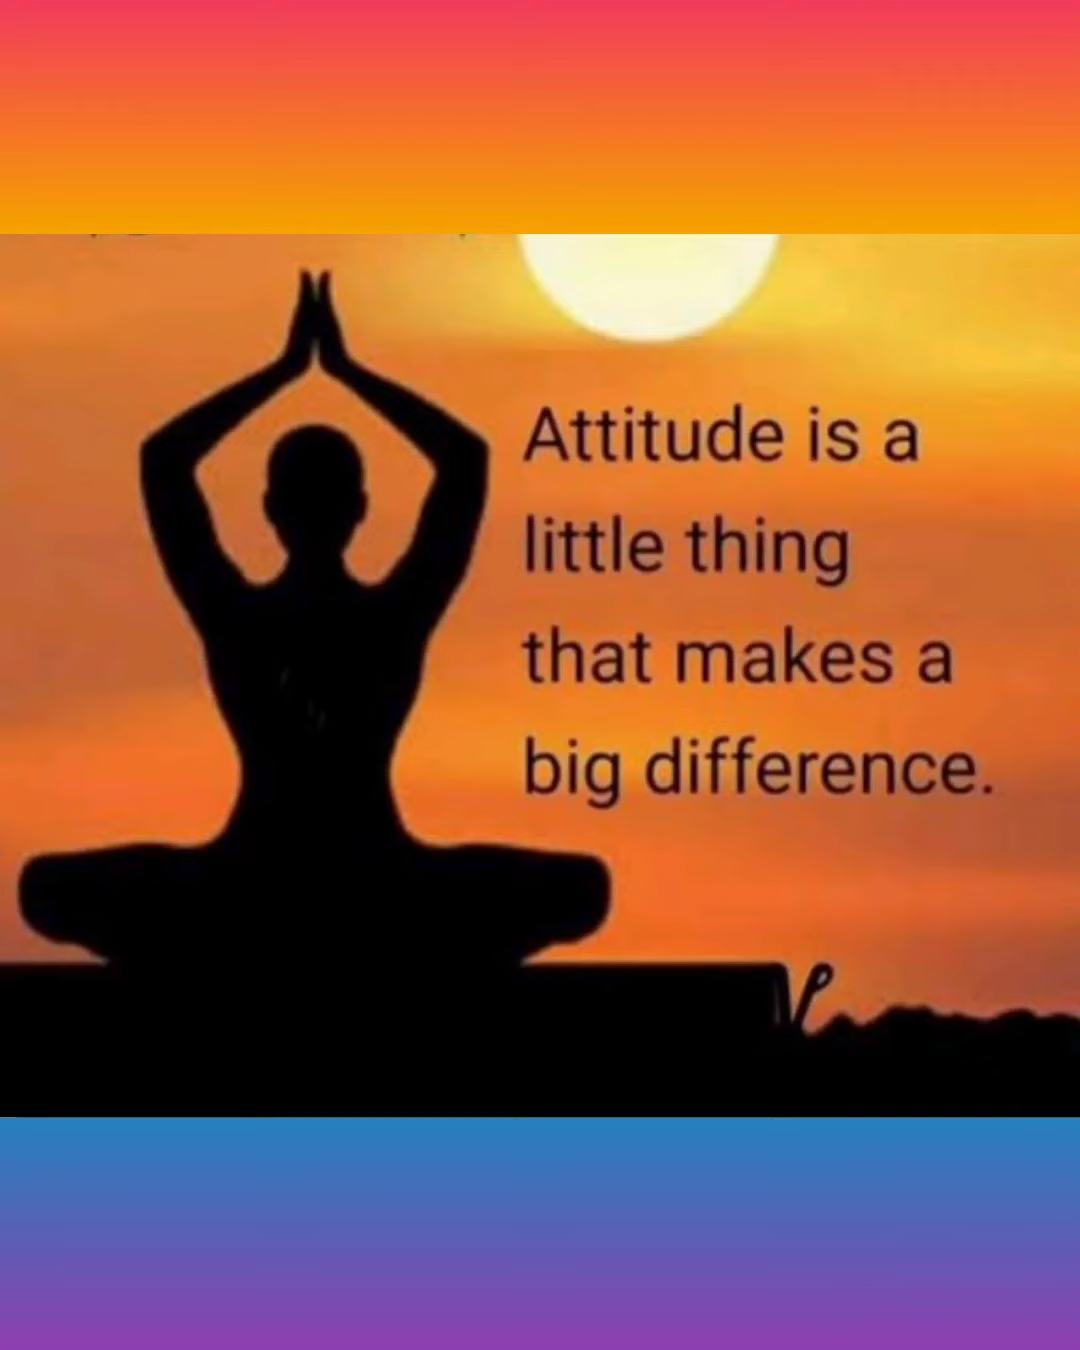 Attitude is a
little thing
that makes a
big difference.